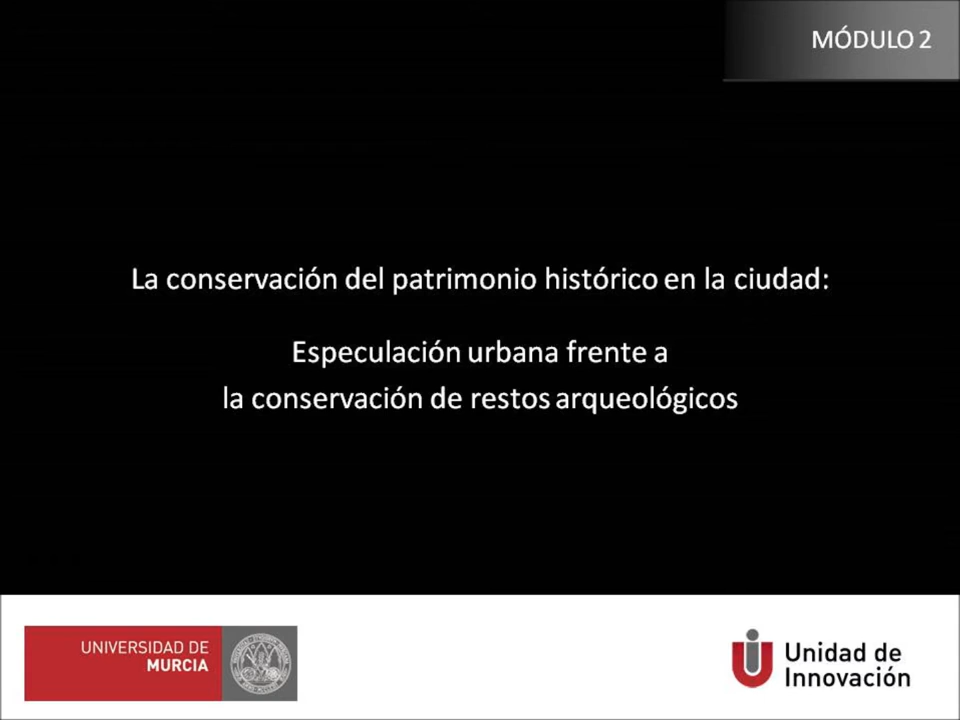 MÓDULO 2
La conservación del patrimonio histórico en la ciudad:
Especulación urbana frente a
la conservación de restos arqueológicos
UNIVERSIDAD DE
MURCIA
Unidad de
Innovación